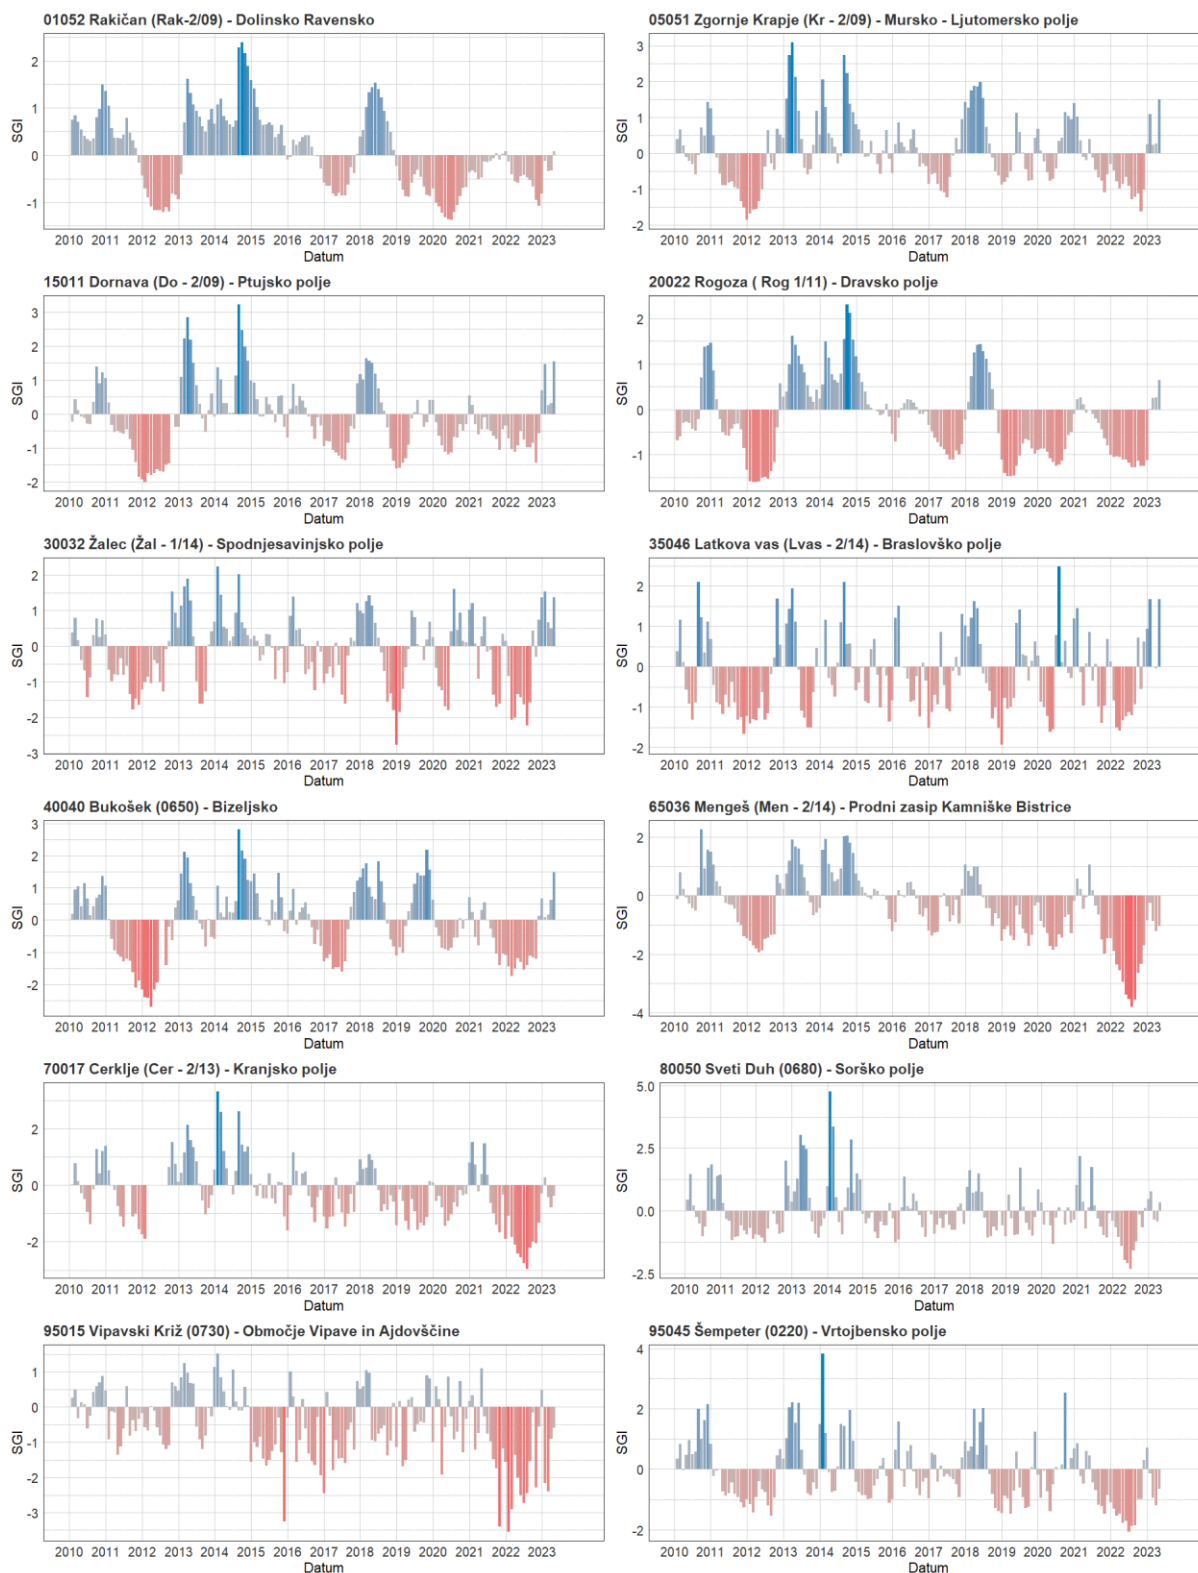 01052 Rakičan (Rak-2/09) - Dolinsko Ravensko
SGI
2
1
0
-1
2010 2011 2012 2013 2014 2015 2016 2017 2018 2019 2020 2021 2022 2023
Datum
05051 Zgornje Krapje (Kr - 2/09) - Mursko - Ljutomersko polje
SGI
3
2
1
0
-1
-2
2010 2011 2012 2013 2014 2015 2016 2017 2018 2019 2020 2021 2022 2023
Datum
15011 Dornava (Do - 2/09) - Ptujsko polje
SGI
3
2
1
0
-1
-2
2010 2011 2012 2013 2014 2015 2016 2017 2018 2019 2020 2021 2022 2023
Datum
20022 Rogoza ( Rog 1/11) - Dravsko polje
SGI
2
1
0
-1
2010 2011 2012 2013 2014 2015 2016 2017 2018 2019 2020 2021 2022 2023
Datum
30032 Žalec (Žal - 1/14) - Spodnjesavinjsko polje
SGI
2
1
0
-1
-2
-3
2010 2011 2012 2013 2014 2015 2016 2017 2018 2019 2020 2021 2022 2023
Datum
35046 Latkova vas (Lvas - 2/14) - Braslovško polje
SGI
2
1
0
-1
-2
2010 2011 2012 2013 2014 2015 2016 2017 2018 2019 2020 2021 2022 2023
Datum
40040 Bukošek (0650) - Bizeljsko
SGI
3
2
1
0
-1
-2
2010 2011 2012 2013 2014 2015 2016 2017 2018 2019 2020 2021 2022 2023
Datum
65036 Mengeš (Men - 2/14) - Prodni zasip Kamniške Bistrice
SGI
2
0
-2
-4
2010 2011 2012 2013 2014 2015 2016 2017 2018 2019 2020 2021 2022 2023
Datum
70017 Cerklje (Cer - 2/13) - Kranjsko polje
SGI
2
0
-2
2010 2011 2012 2013 2014 2015 2016 2017 2018 2019 2020 2021 2022 2023
Datum
80050 Sveti Duh (0680) - Sorško polje
SGI
5.0
2.5
0.0
-2.5
2010 2011 2012 2013 2014 2015 2016 2017 2018 2019 2020 2021 2022 2023
Datum
95015 Vipavski Križ (0730) - Območje Vipave in Ajdovščine
SGI
1
0
-1
-2
-3
2010 2011 2012 2013 2014 2015 2016 2017 2018 2019 2020 2021 2022 2023
Datum
95045 Šempeter (0220) - Vrtojbensko polje
SGI
4
2
0
-2
2010 2011 2012 2013 2014 2015 2016 2017 2018 2019 2020 2021 2022 2023
Datum